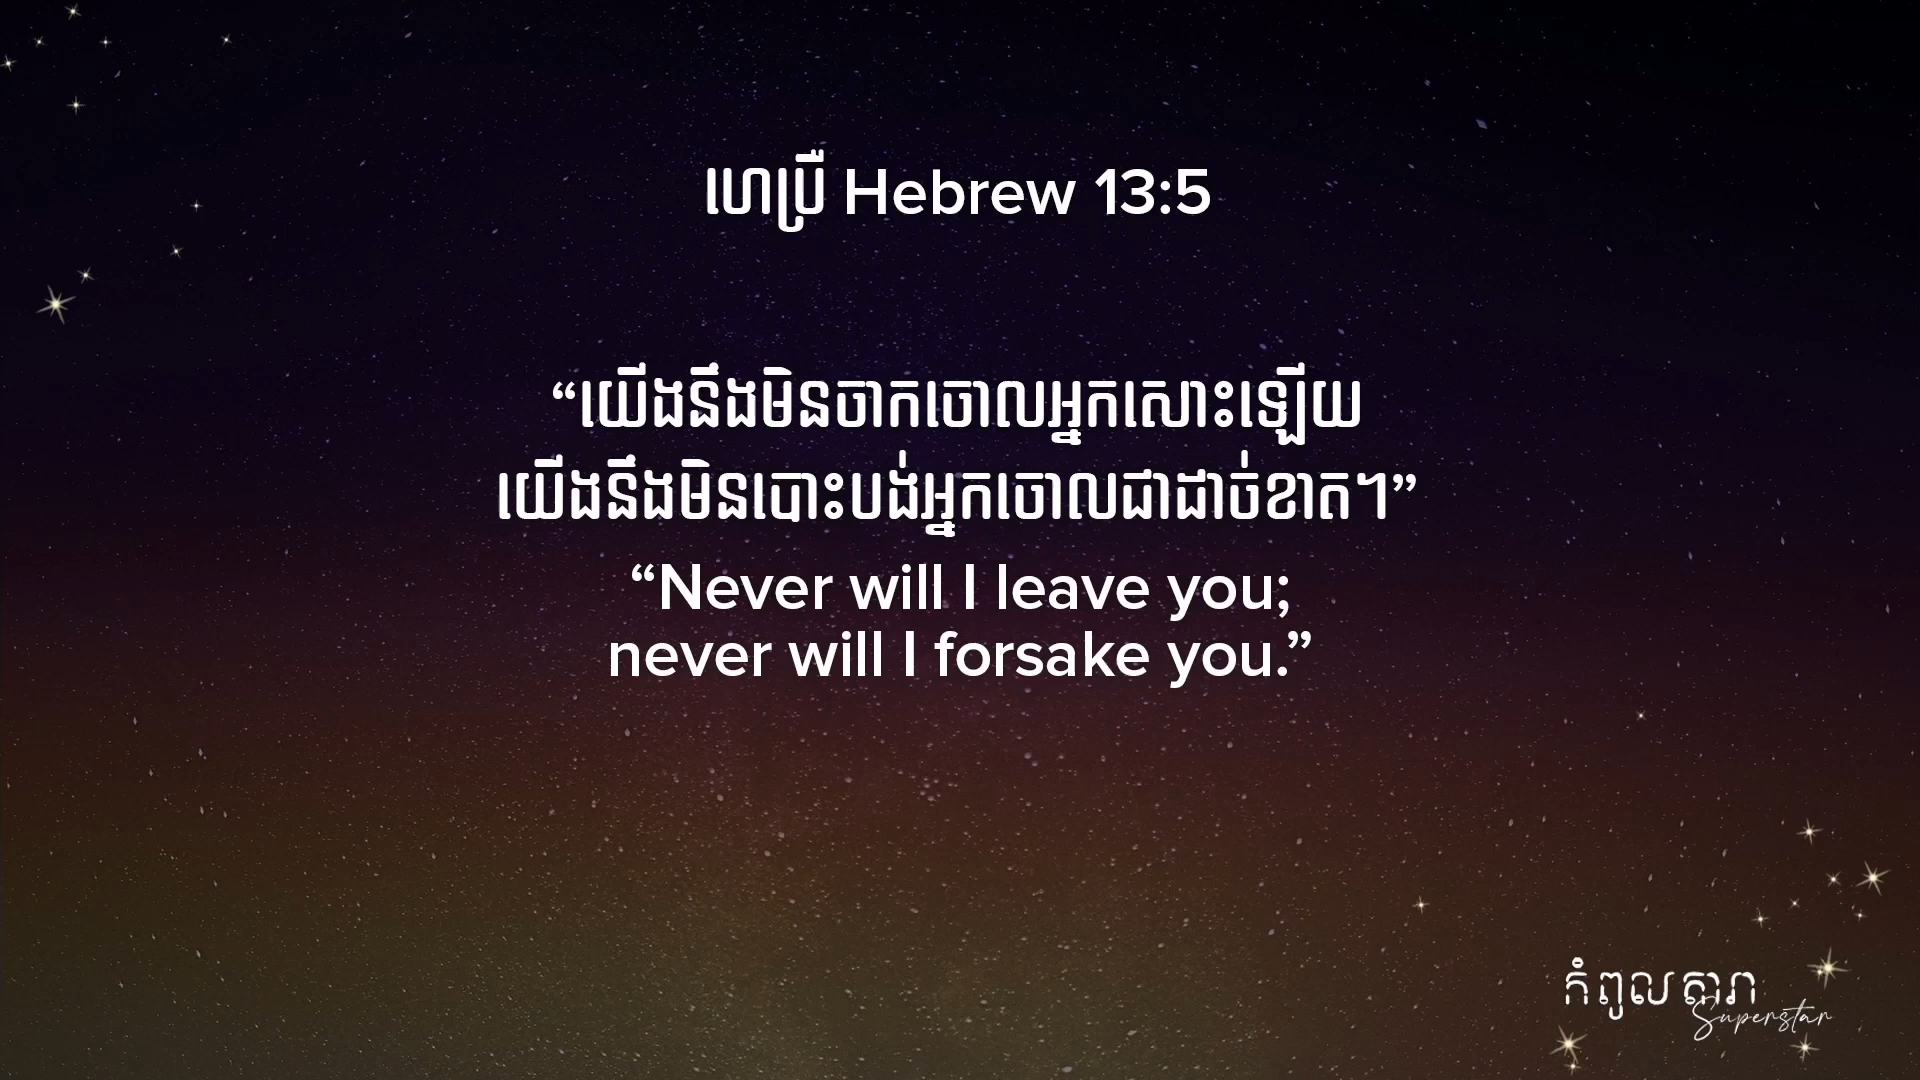 ហេប្រឺ Hebrew 13:5
“យើងនឹងមិនចាកចោលអ្នកសោះឡើយ
យើងនឹងមិនបោះបង់អ្នកចោលជាដាច់ខាត។”
“Never will I leave you;
never will I forsake you.”
កំពូលតារា
Superstar